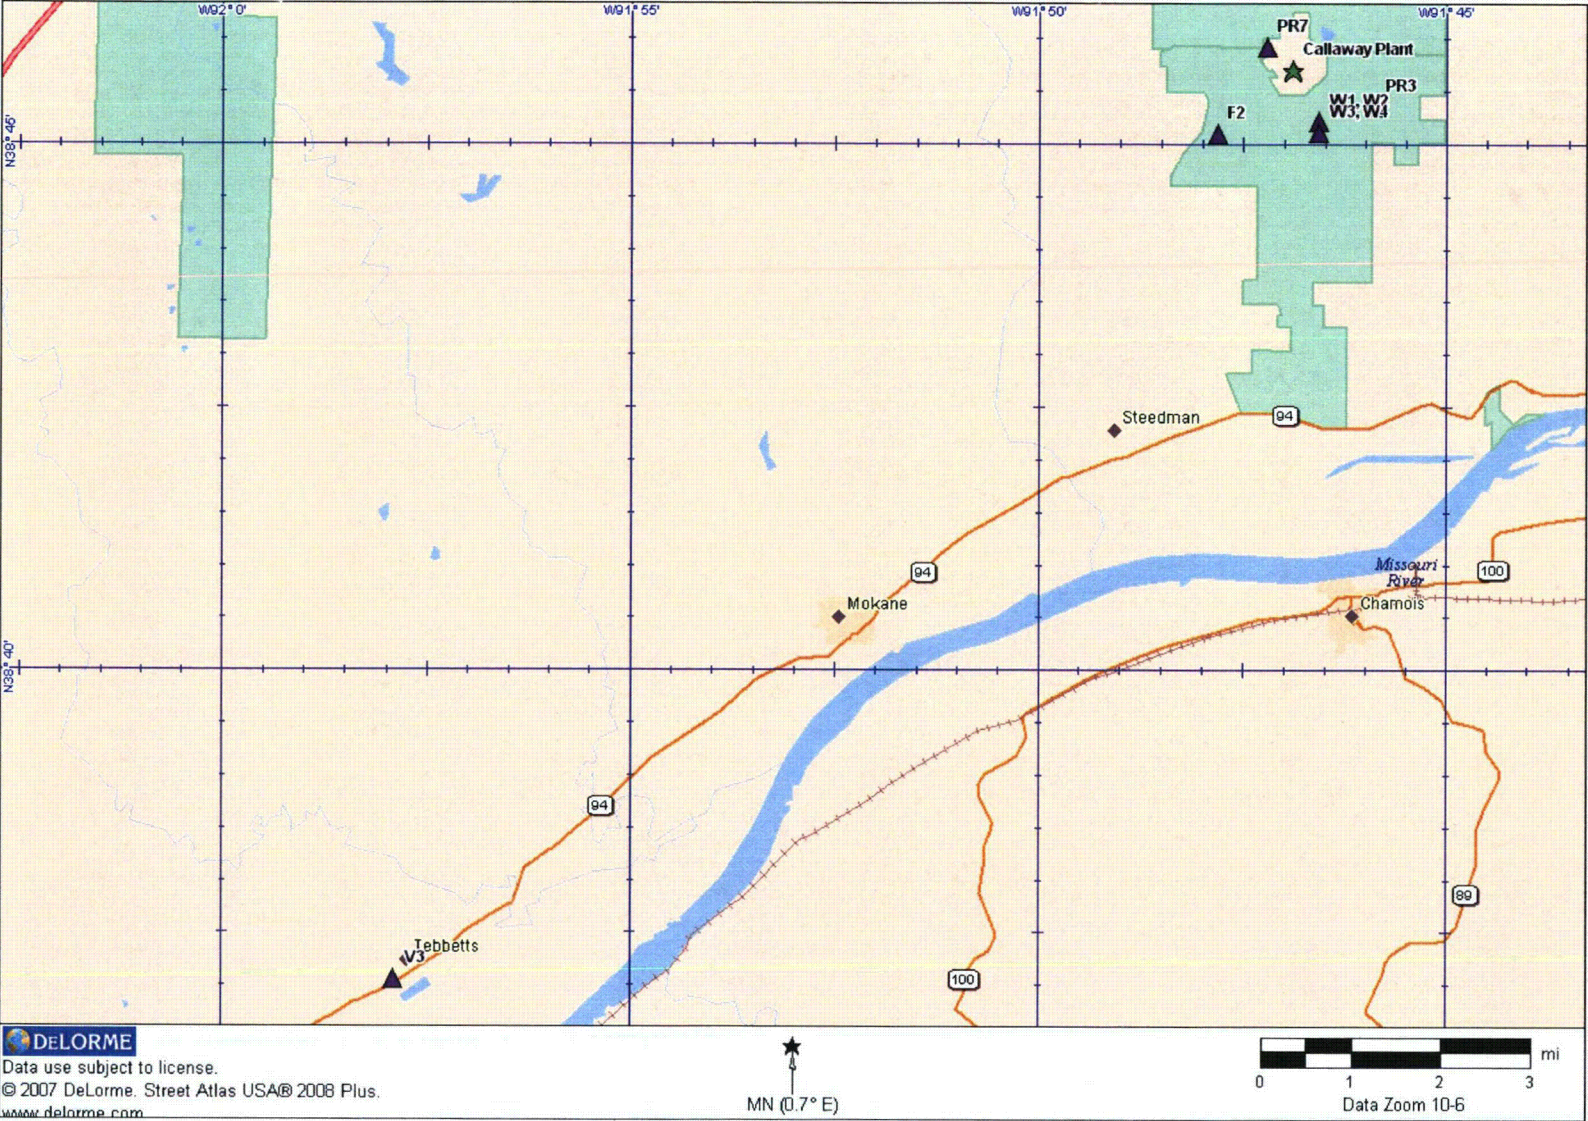 W92° 0'
W91° 55'
W91° 50'
W91° 45'
PR7
Callaway Plant
PR3
W1, W2
W3, W4
F2
N38° 45'
Steedman
94
94
Missouri
River
100
Mokane
Chamois
N38° 40'
94
89
Tebbetts
V3
100
DELORME
Data use subject to license.
© 2007 DeLorme. Street Atlas USA® 2008 Plus.
www.delorme.com
MN (0.7° E)
mi
0 1 2 3
Data Zoom 10-6